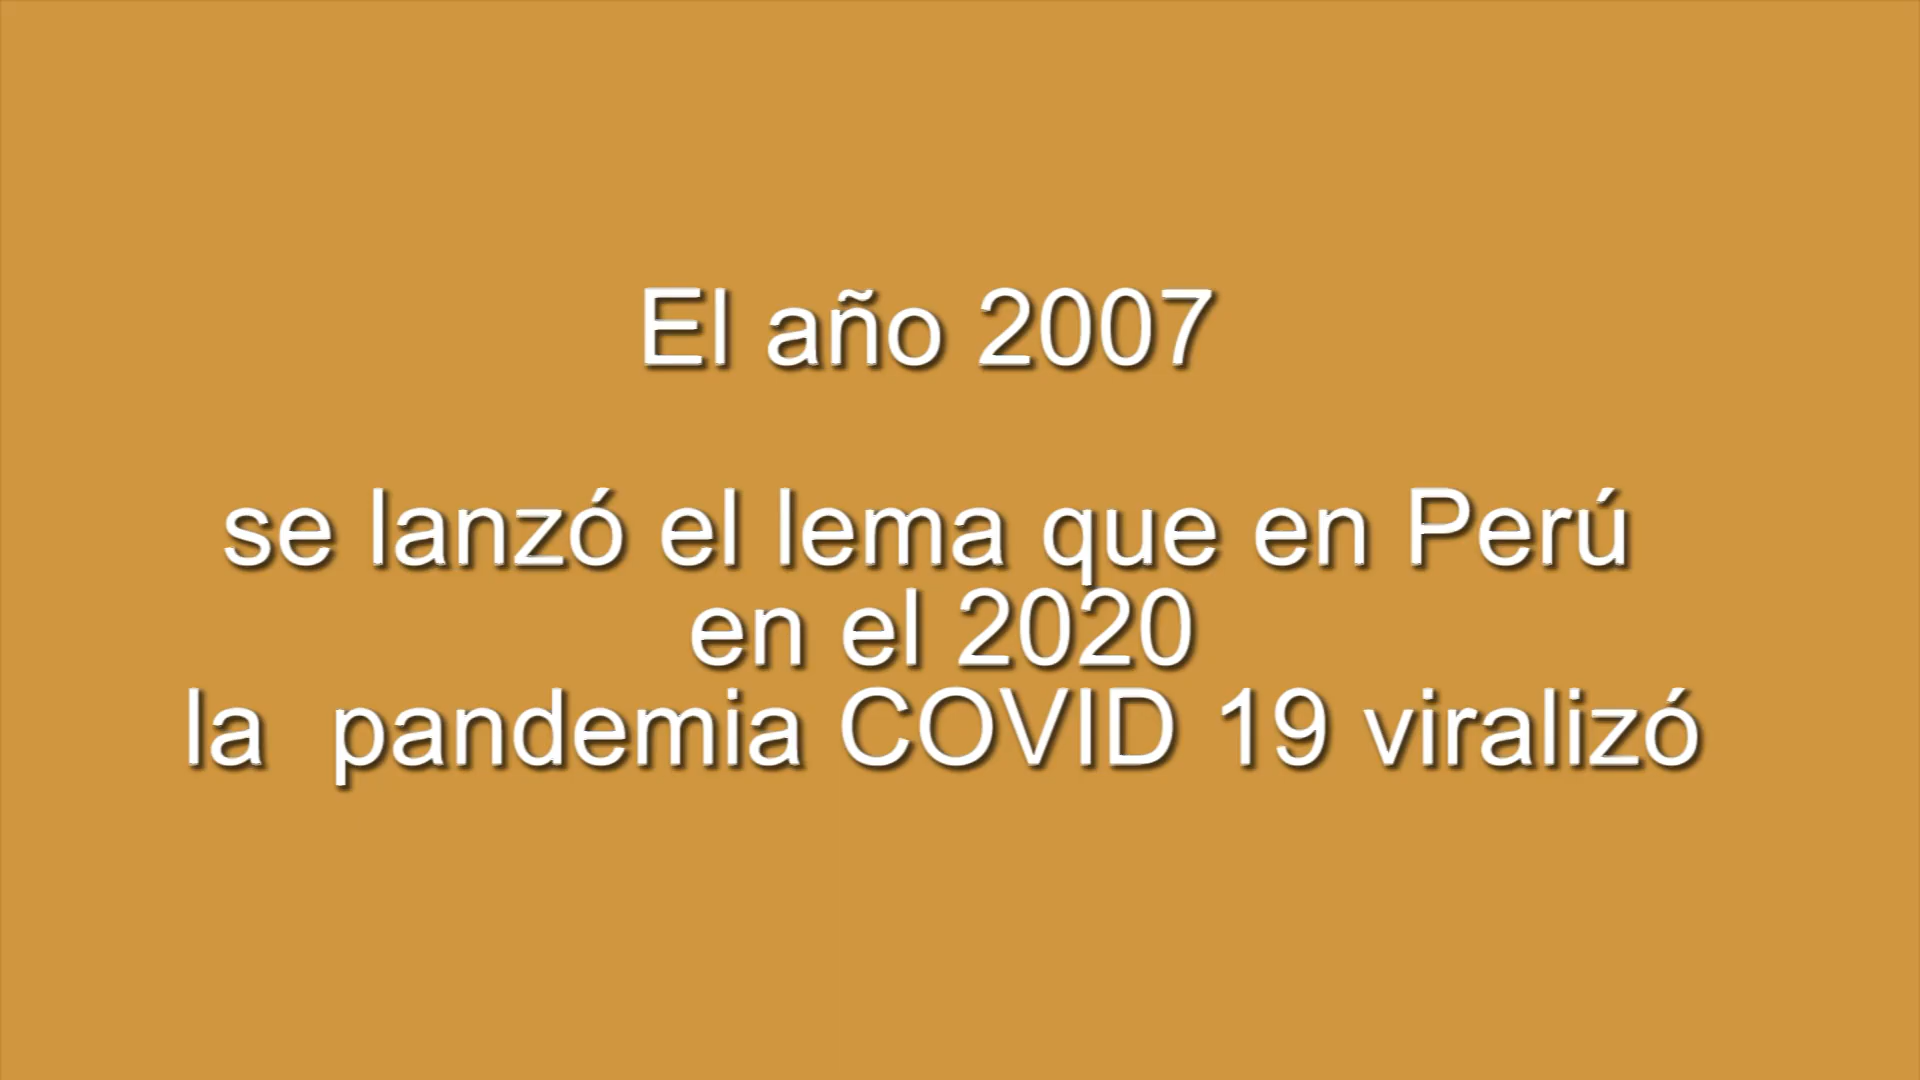 El año 2007
se lanzó el lema que en Perú
en el 2020
la  pandemia COVID 19 viralizó